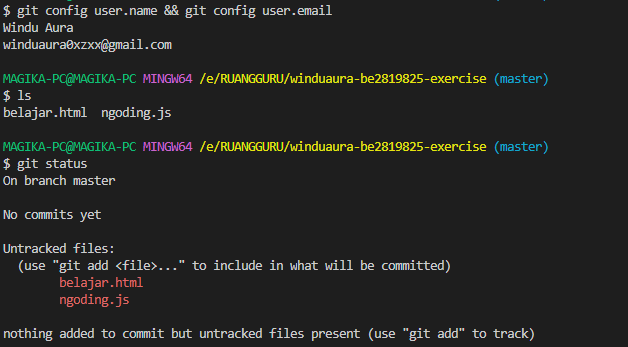 $ git config user.name && git config user.email
Windu Aura
winduaura0xzxx@gmail.com
MAGIKA-PC@MAGIKA-PC MINGW64 /e/RUANGGURU/winduaura-be2819825-exercise (master)
$ ls
belajar.html  ngoding.js
MAGIKA-PC@MAGIKA-PC MINGW64 /e/RUANGGURU/winduaura-be2819825-exercise (master)
$ git status
On branch master
No commits yet
Untracked files:
  (use "git add <file>..." to include in what will be committed)
        belajar.html
        ngoding.js
nothing added to commit but untracked files present (use "git add" to track)